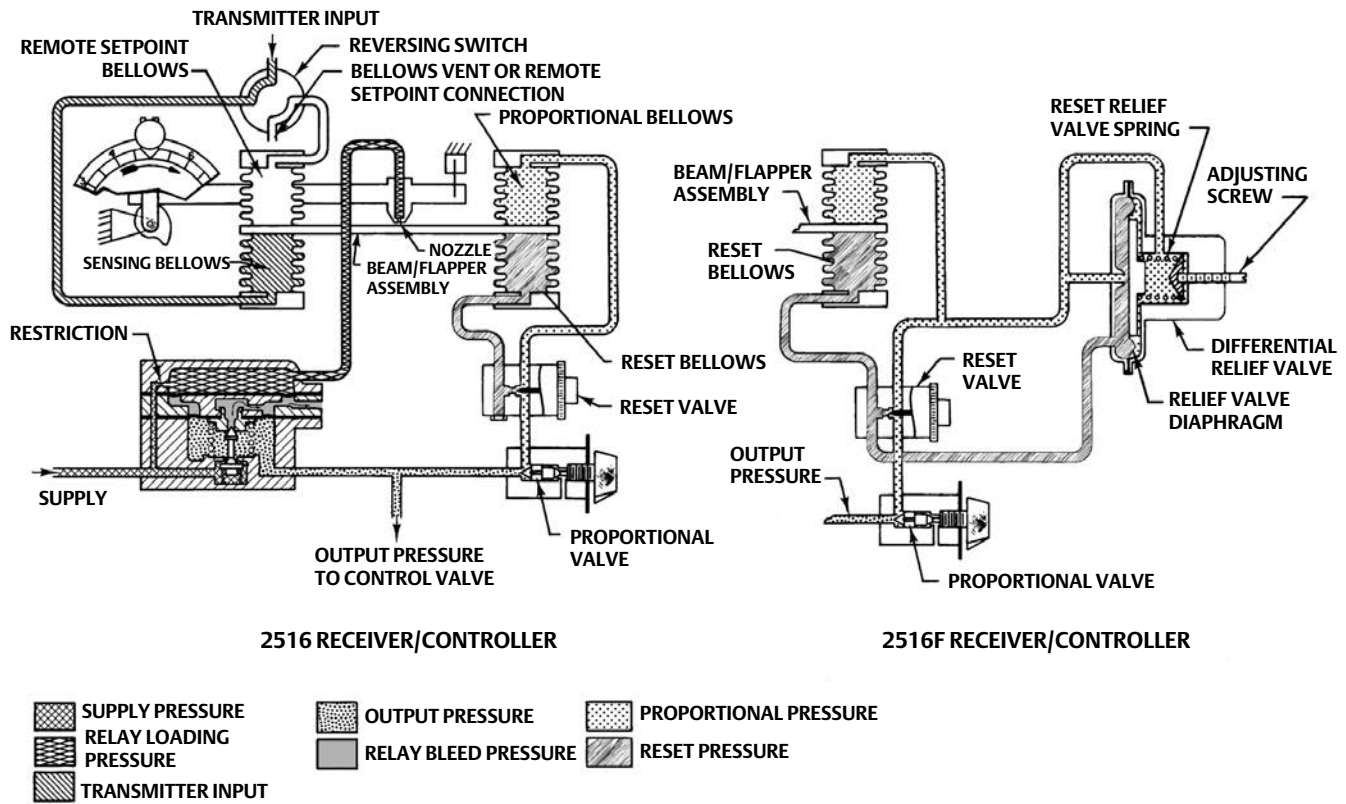 TRANSMITTER INPUT
REMOTE SETPOINT
BELLOWS
REVERSING SWITCH
BELLOWS VENT OR REMOTE
SETPOINT CONNECTION
PROPORTIONAL BELLOWS
SENSING BELLOWS
NOZZLE
BEAM/FLAPPER
ASSEMBLY
RESTRICTION
RESET BELLOWS
RESET VALVE
SUPPLY
OUTPUT PRESSURE
TO CONTROL VALVE
PROPORTIONAL
VALVE
2516 RECEIVER/CONTROLLER
RESET RELIEF
VALVE SPRING
BEAM/FLAPPER
ASSEMBLY
ADJUSTING
SCREW
RESET
BELLOWS
RESET
VALVE
DIFFERENTIAL
RELIEF VALVE
RELIEF VALVE
DIAPHRAGM
OUTPUT
PRESSURE
PROPORTIONAL VALVE
2516F RECEIVER/CONTROLLER
SUPPLY PRESSURE
RELAY LOADING
PRESSURE
TRANSMITTER INPUT
OUTPUT PRESSURE
RELAY BLEED PRESSURE
PROPORTIONAL PRESSURE
RESET PRESSURE